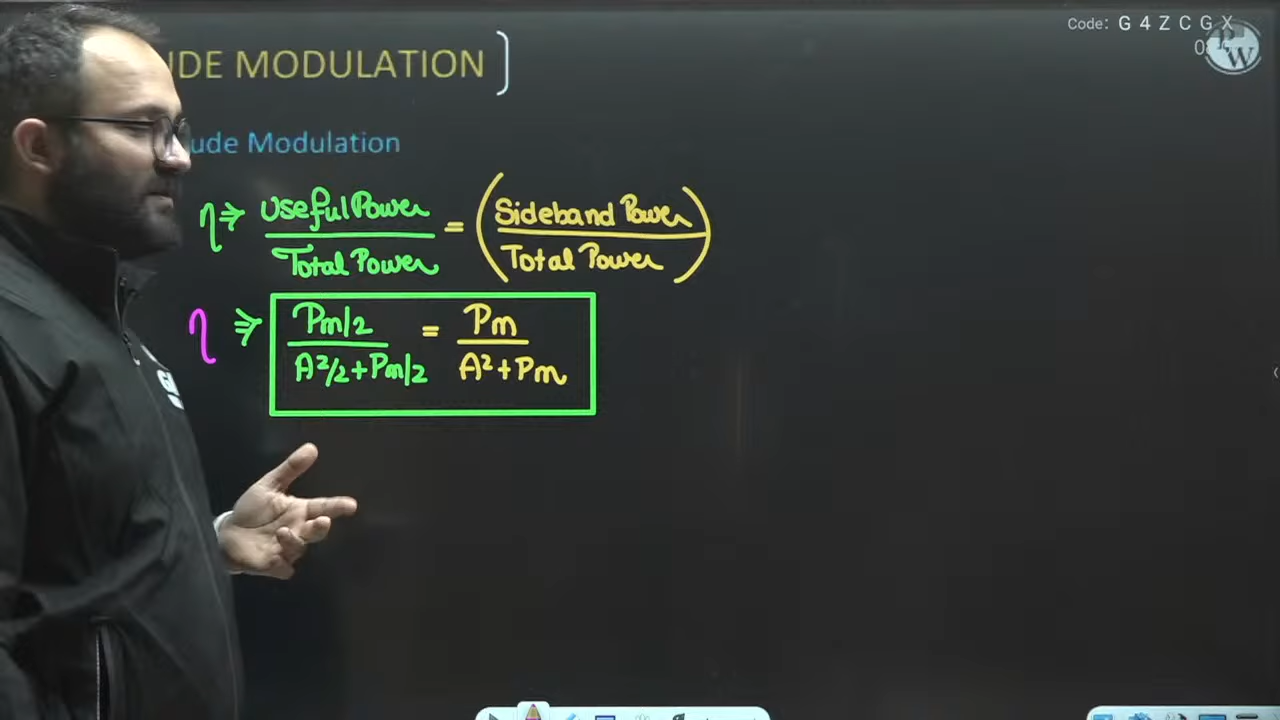 Code: G 4 Z C G X
UDE MODULATION ]
ude Modulation
η ⇒ Useful Power / Total Power = (Sideband Power / Total Power)
η ⇒ Pm/2 / A²/2 + Pm/2 = Pm / A² + Pm